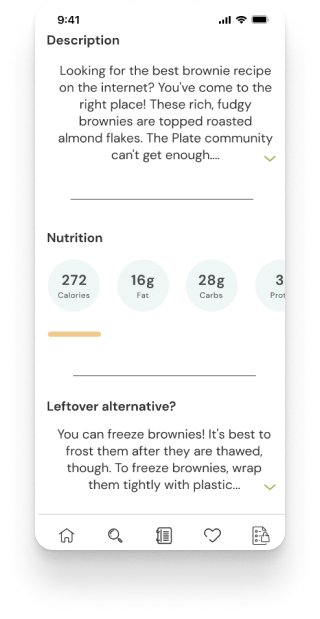 9:41
Description
Looking for the best brownie recipe
on the internet? You've come to the
right place! These rich, fudgy
brownies are topped roasted
almond flakes. The Plate community
can't get enough....
Nutrition
272 16g 28g 3
Calories Fat Carbs Prot
Leftover alternative?
You can freeze brownies! It's best to
frost them after they are thawed,
though. To freeze brownies, wrap
them tightly with plastic...